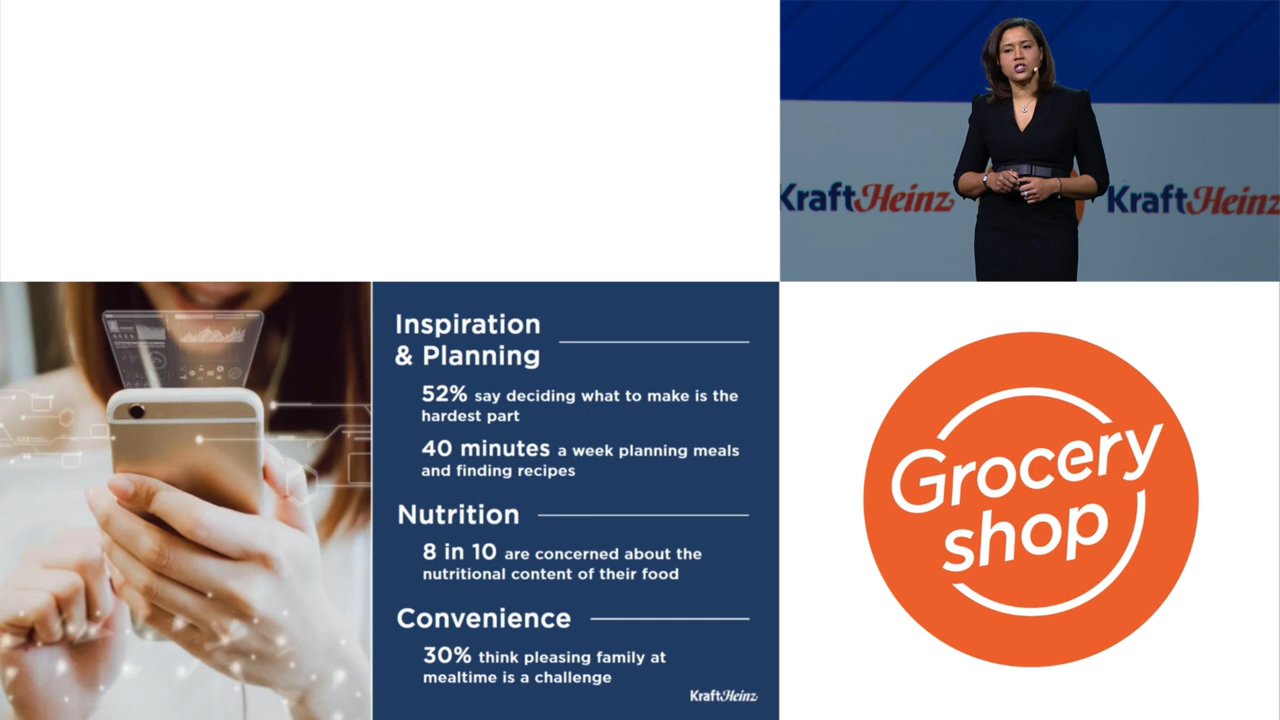 KraftHeinz KraftHeinz
Inspiration
& Planning
52% say deciding what to make is the
hardest part
40 minutes a week planning meals
and finding recipes
Nutrition
8 in 10 are concerned about the
nutritional content of their food
Convenience
30% think pleasing family at
mealtime is a challenge
KraftHeinz
Grocery
shop